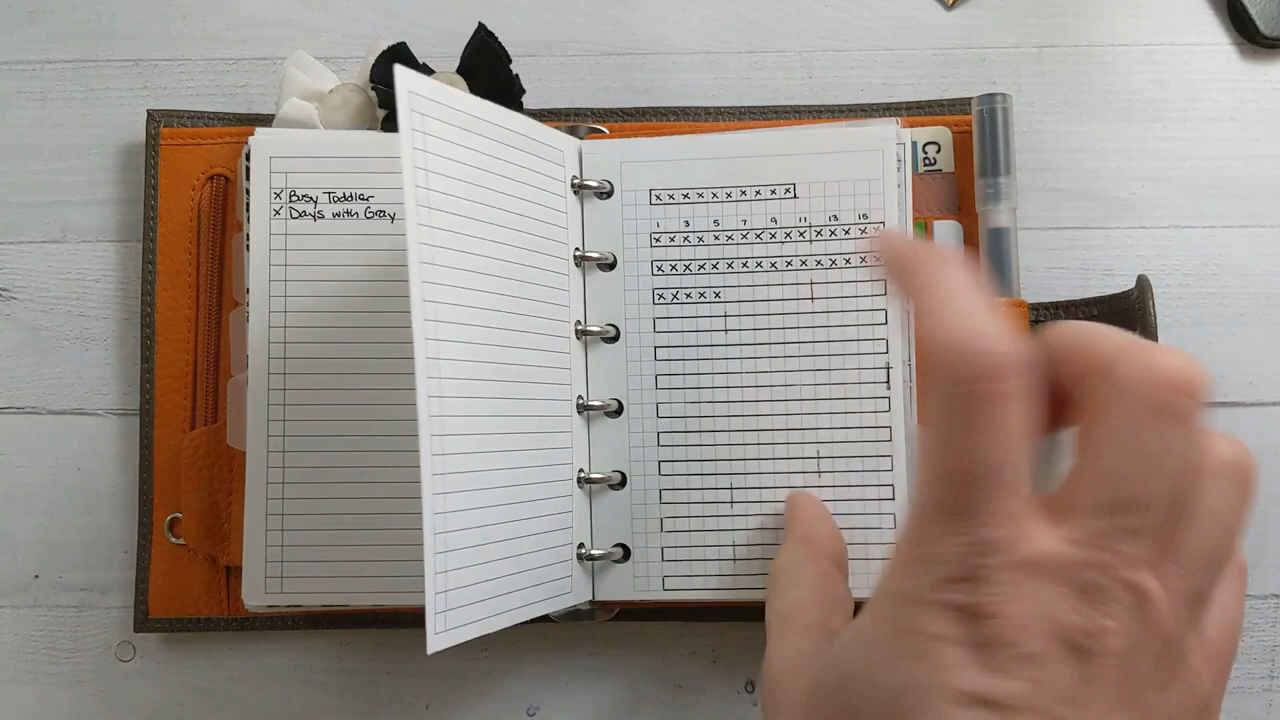 x Busy Toddler
x Days with Gray
x x x x x x x x x x
1 3 5 7 9 11 13 15
x x x x x x x x x x x x x x x x
x x x x x x x x x x x x x x x x
x x x x x
Cal